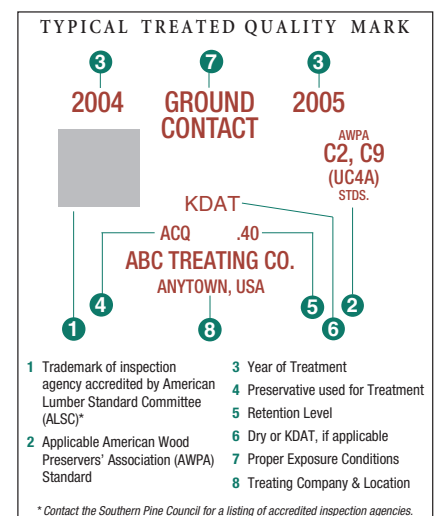 TYPICAL TREATED QUALITY MARK
3 7 3
2004 GROUND CONTACT 2005
AWPA
C2, C9
(UC4A)
STDS.
KDAT
ACQ .40
ABC TREATING CO.
ANYTOWN, USA
4 5 2
1 8 6
1 Trademark of inspection
agency accredited by American
Lumber Standard Committee
(ALSC)*
2 Applicable American Wood
Preservers' Association (AWPA)
Standard
3 Year of Treatment
4 Preservative used for Treatment
5 Retention Level
6 Dry or KDAT, if applicable
7 Proper Exposure Conditions
8 Treating Company & Location
* Contact the Southern Pine Council for a listing of accredited inspection agencies.